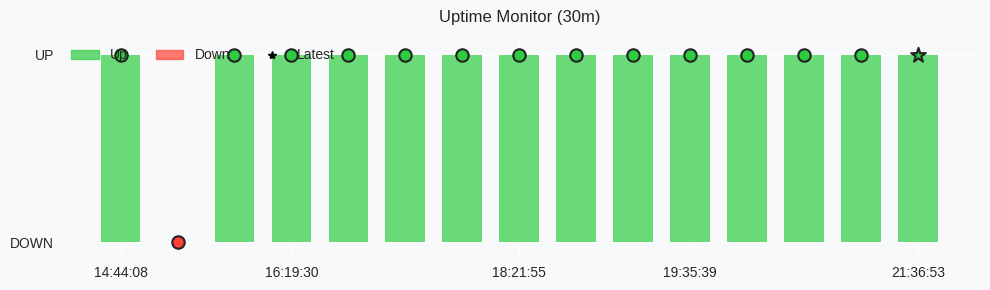 Uptime Monitor (30m)
UP
Up Down Latest
DOWN
14:44:08 16:19:30 18:21:55 19:35:39 21:36:53